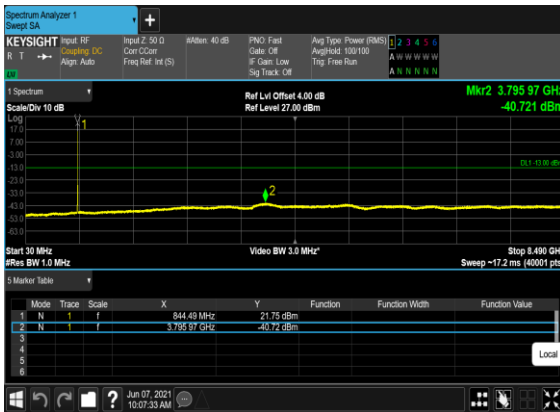 Spectrum Analyzer 1
Swept SA
KEYSIGHT Input: RF Input Z: 50 Ω #Atten: 40 dB PNO: Fast Avg Type: Power (RMS) 1 2 3 4 5 6
R T Coupling: DC Corr CCorr Gate: Off Avg|Hold: 100/100 A W W W W W
Align: Auto Freq Ref: Int (S) IF Gain: Low Trig: Free Run
Sig Track: Off A N N N N N
1 Spectrum Ref Lvl Offset 4.00 dB Mkr2 3.795 97 GHz
Scale/Div 10 dB Ref Level 27.00 dBm -40.721 dBm
Log
17.0
7.00
-3.00
-13.0
-23.0
-33.0
-43.0
-53.0
-63.0
1
DL1 -13.00 dBm
2
Start 30 MHz Video BW 3.0 MHz* Stop 8.490 GHz
#Res BW 1.0 MHz Sweep ~17.2 ms (40001 pts)
5 Marker Table
Mode Trace Scale X Y Function Function Width Function Value
1 N 1 f 844.49 MHz 21.75 dBm
2 N 1 f 3.795 97 GHz -40.72 dBm
3
4
5
6
Local
? Jun 07, 2021
10:07:33 AM